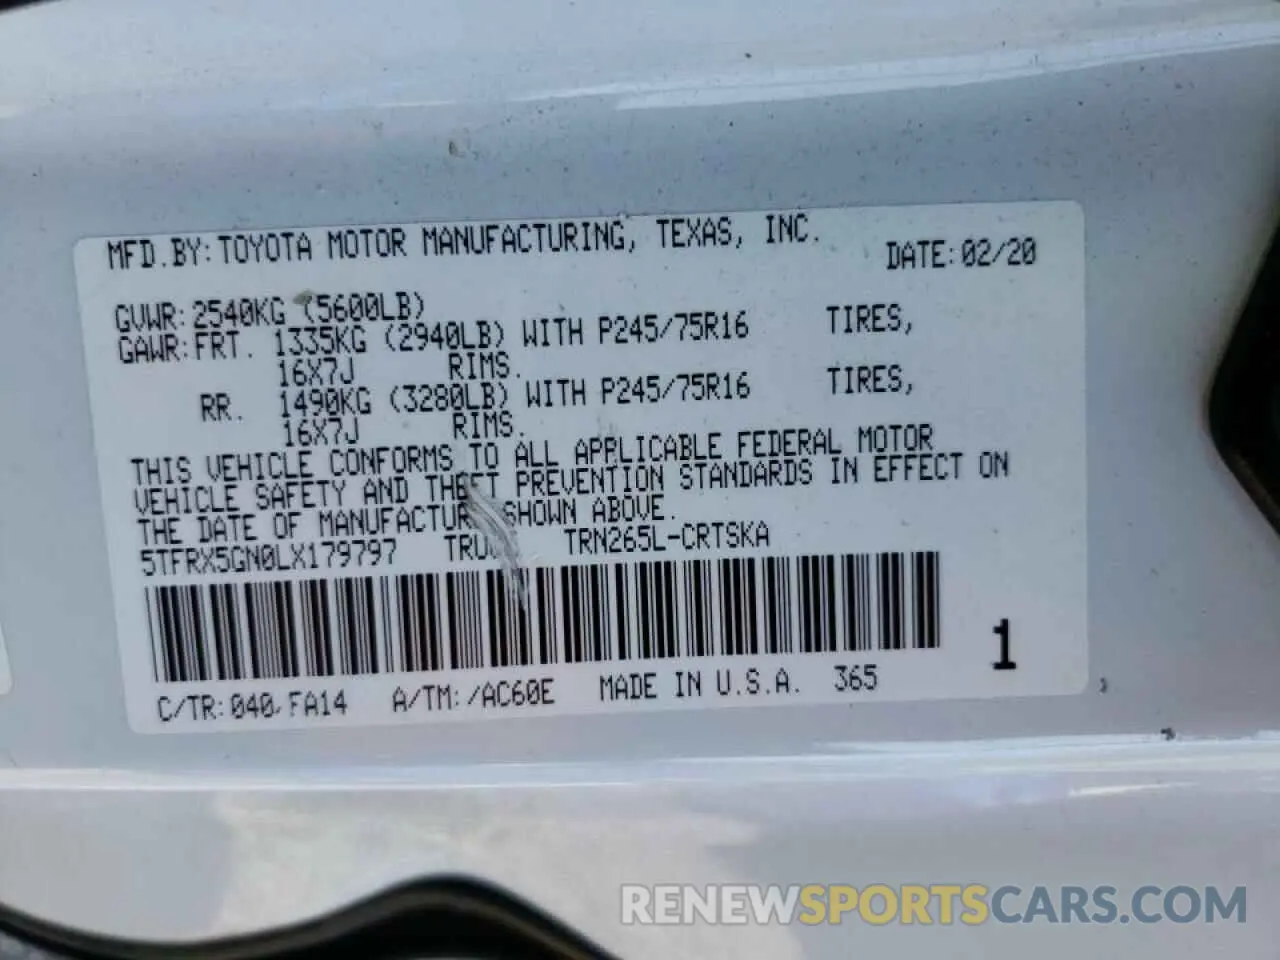 MFD.BY:TOYOTA MOTOR MANUFACTURING, TEXAS, INC.
DATE:02/20
GVWR:2540KG (5600LB)
GAWR:FRT. 1335KG (2940LB) WITH P245/75R16 TIRES,
16X7J RIMS.
RR. 1490KG (3280LB) WITH P245/75R16 TIRES,
16X7J RIMS.
THIS VEHICLE CONFORMS TO ALL APPLICABLE FEDERAL MOTOR
VEHICLE SAFETY AND THEFT PREVENTION STANDARDS IN EFFECT ON
THE DATE OF MANUFACTURE SHOWN ABOVE.
5TFRX5GN0LX179797 TRUCK TRN265L-CRTSKA
1
C/TR:040/FA14 A/TM:/AC60E MADE IN U.S.A. 365
RENEWSPORTSCARS.COM